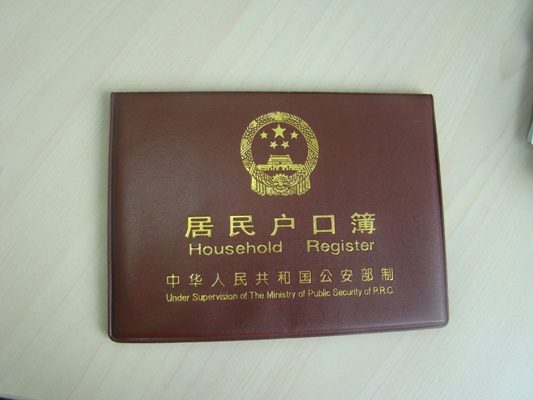 居民户口簿
Household Register
中华人民共和国公安部制
Under Supervision of The Ministry of Public Security of P.R.C.